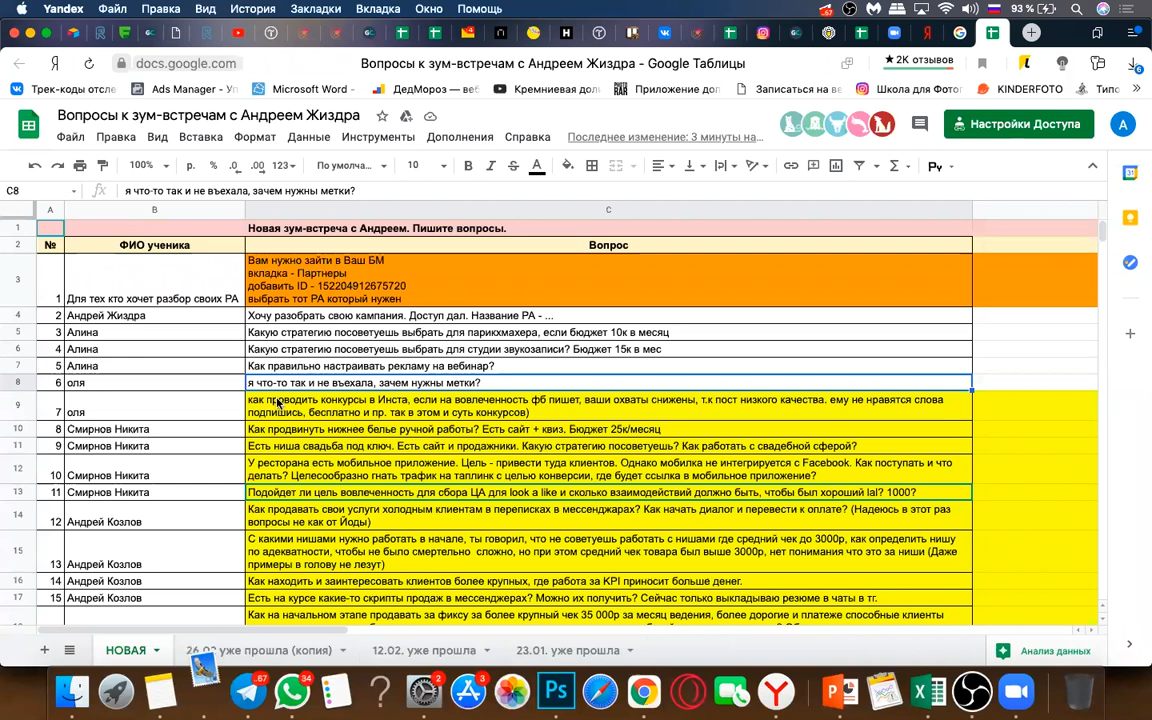 Yandex Файл Правка Вид История Закладки Вкладка Окно Помощь 67 93 %
docs.google.com Вопросы к зум-встречам с Андреем Жиздра - Google Таблицы ★ 2K отзывов
Трек-коды отсле Ads Manager - Уп Microsoft Word - ДедМороз — веб Кремниевая дол RAR Приложение до Записаться на ве Школа для Фотог KINDERFOTO Типо »
Вопросы к зум-встречам с Андреем Жиздра
Настройки Доступа А
Файл Правка Вид Вставка Формат Данные Инструменты Дополнения Справка Последнее изменение: 3 минуты на...
100% р. % .0 .00 123 По умолча... 10
C8 fx я что-то так и не въехала, зачем нужны метки?
A B C
1 Новая зум-встреча с Андреем. Пишите вопросы.
2 № ФИО ученика Вопрос
3 1 Для тех кто хочет разбор своих РА Вам нужно зайти в Ваш БМ
вкладка - Партнеры
добавить ID - 152204912675720
выбрать тот РА который нужен
4 2 Андрей Жиздра Хочу разобрать свою кампания. Доступ дал. Название РА - ...
5 3 Алина Какую стратегию посоветуешь выбрать для парикхмахера, если бюджет 10к в месяц
6 4 Алина Какую стратегию посоветуешь выбрать для студии звукозаписи? Бюджет 15к в мес
7 5 Алина Как правильно настраивать рекламу на вебинар?
8 6 оля я что-то так и не въехала, зачем нужны метки?
9 7 оля как проводить конкурсы в Инста, если на вовлеченность фб пишет, ваши охваты снижены, т.к пост низкого качества. ему не нравятся слова
подпишись, бесплатно и пр. так в этом и суть конкурсов)
10 8 Смирнов Никита Как продвинуть нижнее белье ручной работы? Есть сайт + квиз. Бюджет 25к/месяц
11 9 Смирнов Никита Есть ниша свадьба под ключ. Есть сайт и продажники. Какую стратегию посоветуешь? Как работать с свадебной сферой?
12 10 Смирнов Никита У ресторана есть мобильное приложение. Цель - привести туда клиентов. Однако мобилка не интегрируется с Facebook. Как поступать и что
делать? Целесообразно гнать трафик на таплинк с целью конверсии, где будет ссылка в мобильное приложении?
13 11 Смирнов Никита Подойдет ли цель вовлеченность для сбора ЦА для look a like и сколько взаимодействий должно быть, чтобы был хороший lal? 1000?
14 12 Андрей Козлов Как продавать свои услуги холодным клиентам в переписках в мессенджарах? Как начать диалог и перевести к оплате? (Надеюсь в этот раз
вопросы не как от Йоды)
15 13 Андрей Козлов С какими нишами нужно работать в начале, ты говорил, что не советуешь работать с нишами где средний чек до 3000р, как определить нишу
по адекватности, чтобы не было смертельно сложно, но при этом средний чек товара был выше 3000р, нет понимания что это за ниши (Даже
примеры в голову не лезут)
16 14 Андрей Козлов Как находить и заинтересовать клиентов более крупных, где работа за KPI приносит больше денег.
17 15 Андрей Козлов Есть на курсе какие-то скрипты продаж в мессенджерах? Можно их получить? Сейчас только выкладываю резюме в чаты в тг.
Как на начальном этапе продавать за фиксу за более крупный чек 35 000р за месяц ведения, более дорогие и платеже способные клиенты
НОВАЯ уже прошла (копия) 12.02. уже прошла 23.01. уже прошла Анализ данных
67 34 2 3 Ps